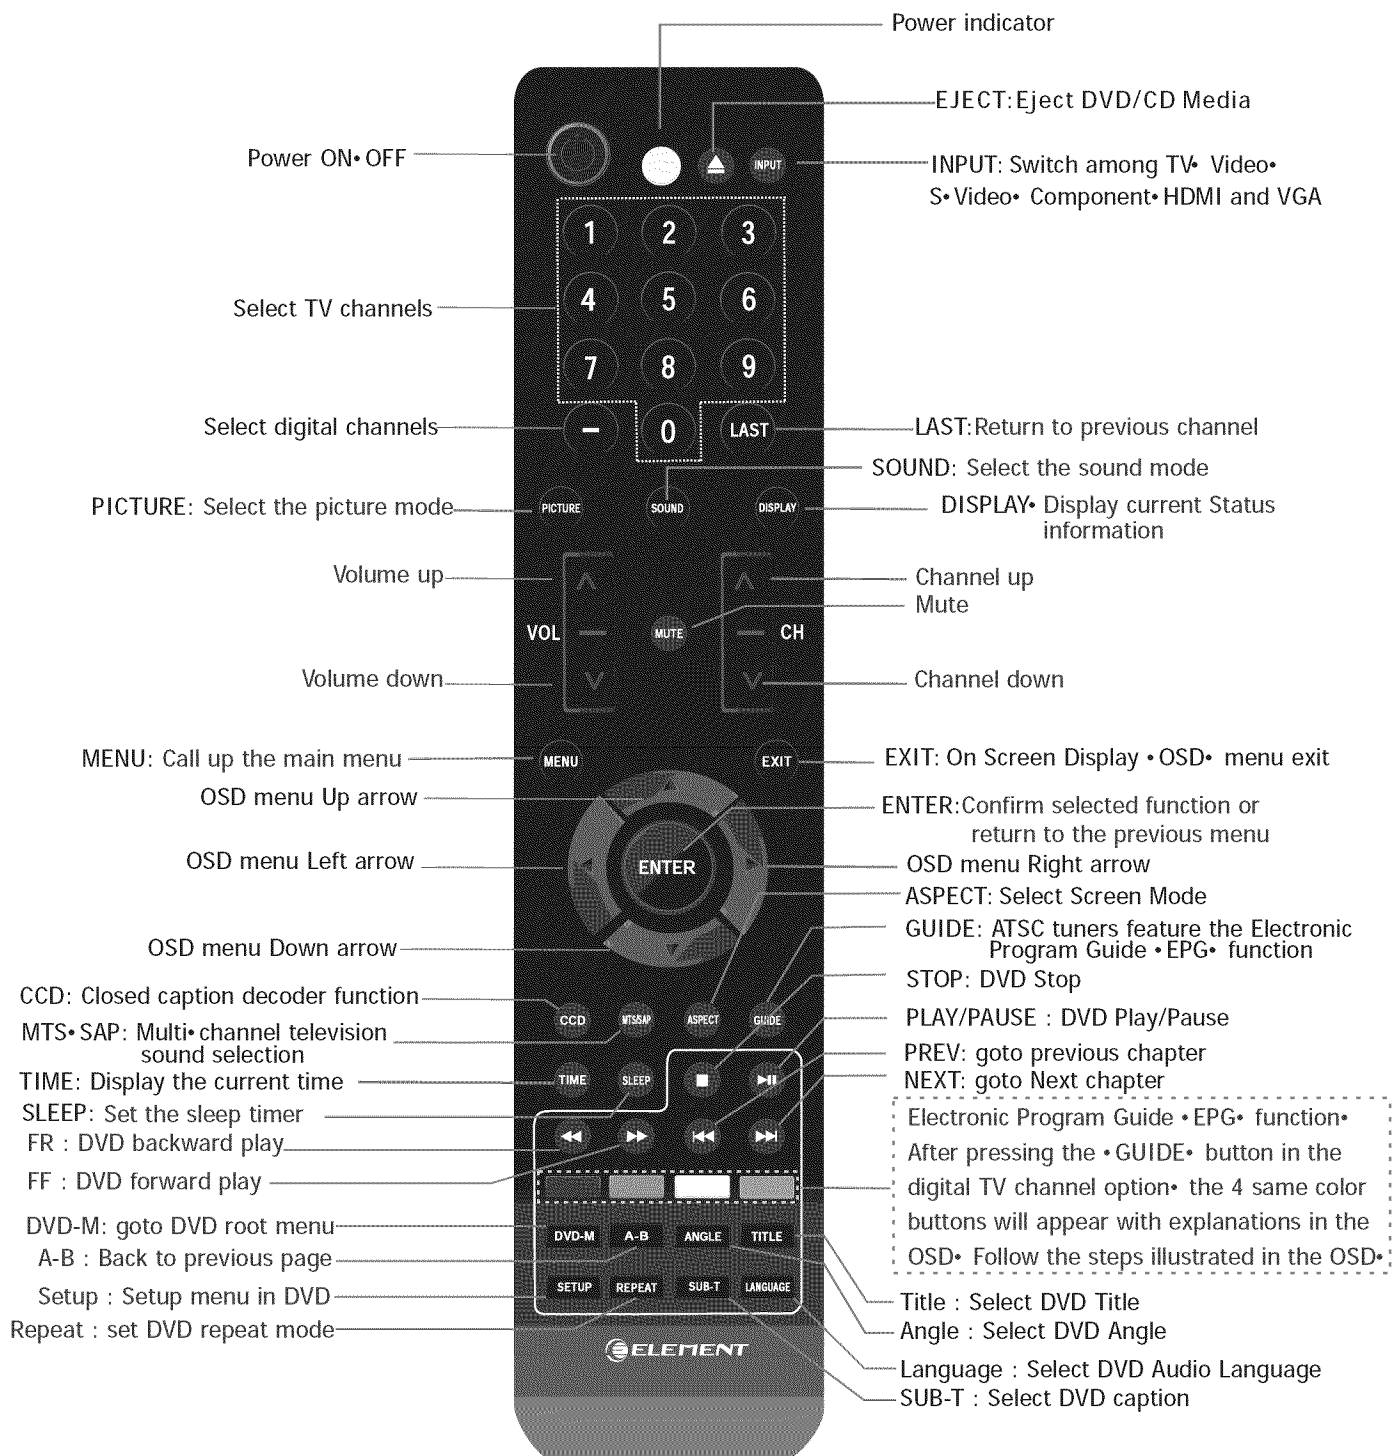 Power indicator
EJECT: Eject DVD/CD Media
Power ON• OFF
INPUT
INPUT: Switch among TV• Video•
S•Video• Component•HDMI and VGA
1 2 3
Select TV channels
4 5 6
7 8 9
Select digital channels
– 0 LAST
LAST:Return to previous channel
SOUND: Select the sound mode
PICTURE: Select the picture mode
PICTURE SOUND DISPLAY
DISPLAY• Display current Status
information
Volume up
Channel up
Mute
VOL MUTE CH
Volume down
Channel down
MENU: Call up the main menu
MENU EXIT
EXIT: On Screen Display •OSD• menu exit
OSD menu Up arrow
ENTER:Confirm selected function or
return to the previous menu
OSD menu Left arrow
ENTER
OSD menu Right arrow
ASPECT: Select Screen Mode
GUIDE: ATSC tuners feature the Electronic
Program Guide •EPG• function
OSD menu Down arrow
STOP: DVD Stop
CCD: Closed caption decoder function
CCD MTS/SAP ASPECT GUIDE
PLAY/PAUSE : DVD Play/Pause
MTS•SAP: Multi•channel television
sound selection
PREV: goto previous chapter
TIME: Display the current time
TIME SLEEP
NEXT: goto Next chapter
SLEEP: Set the sleep timer
FR : DVD backward play
FF : DVD forward play
Electronic Program Guide •EPG• function•
After pressing the •GUIDE• button in the
digital TV channel option• the 4 same color
buttons will appear with explanations in the
OSD• Follow the steps illustrated in the OSD•
DVD-M: goto DVD root menu
DVD-M A-B ANGLE TITLE
A-B : Back to previous page
Setup : Setup menu in DVD
SETUP REPEAT SUB-T LANGUAGE
Repeat : set DVD repeat mode
Title : Select DVD Title
Angle : Select DVD Angle
ELEMENT
Language : Select DVD Audio Language
SUB-T : Select DVD caption